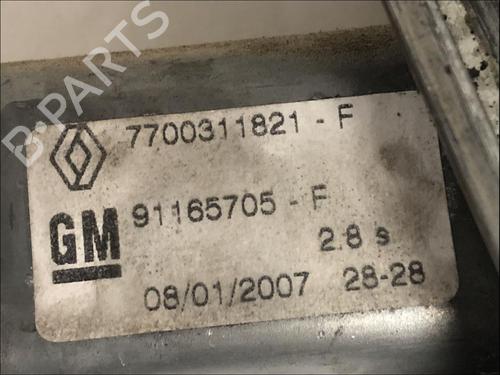 7700311821 - F
GM 91165705 - F
2.8 s
08/01/2007 28-28
B-PARTS